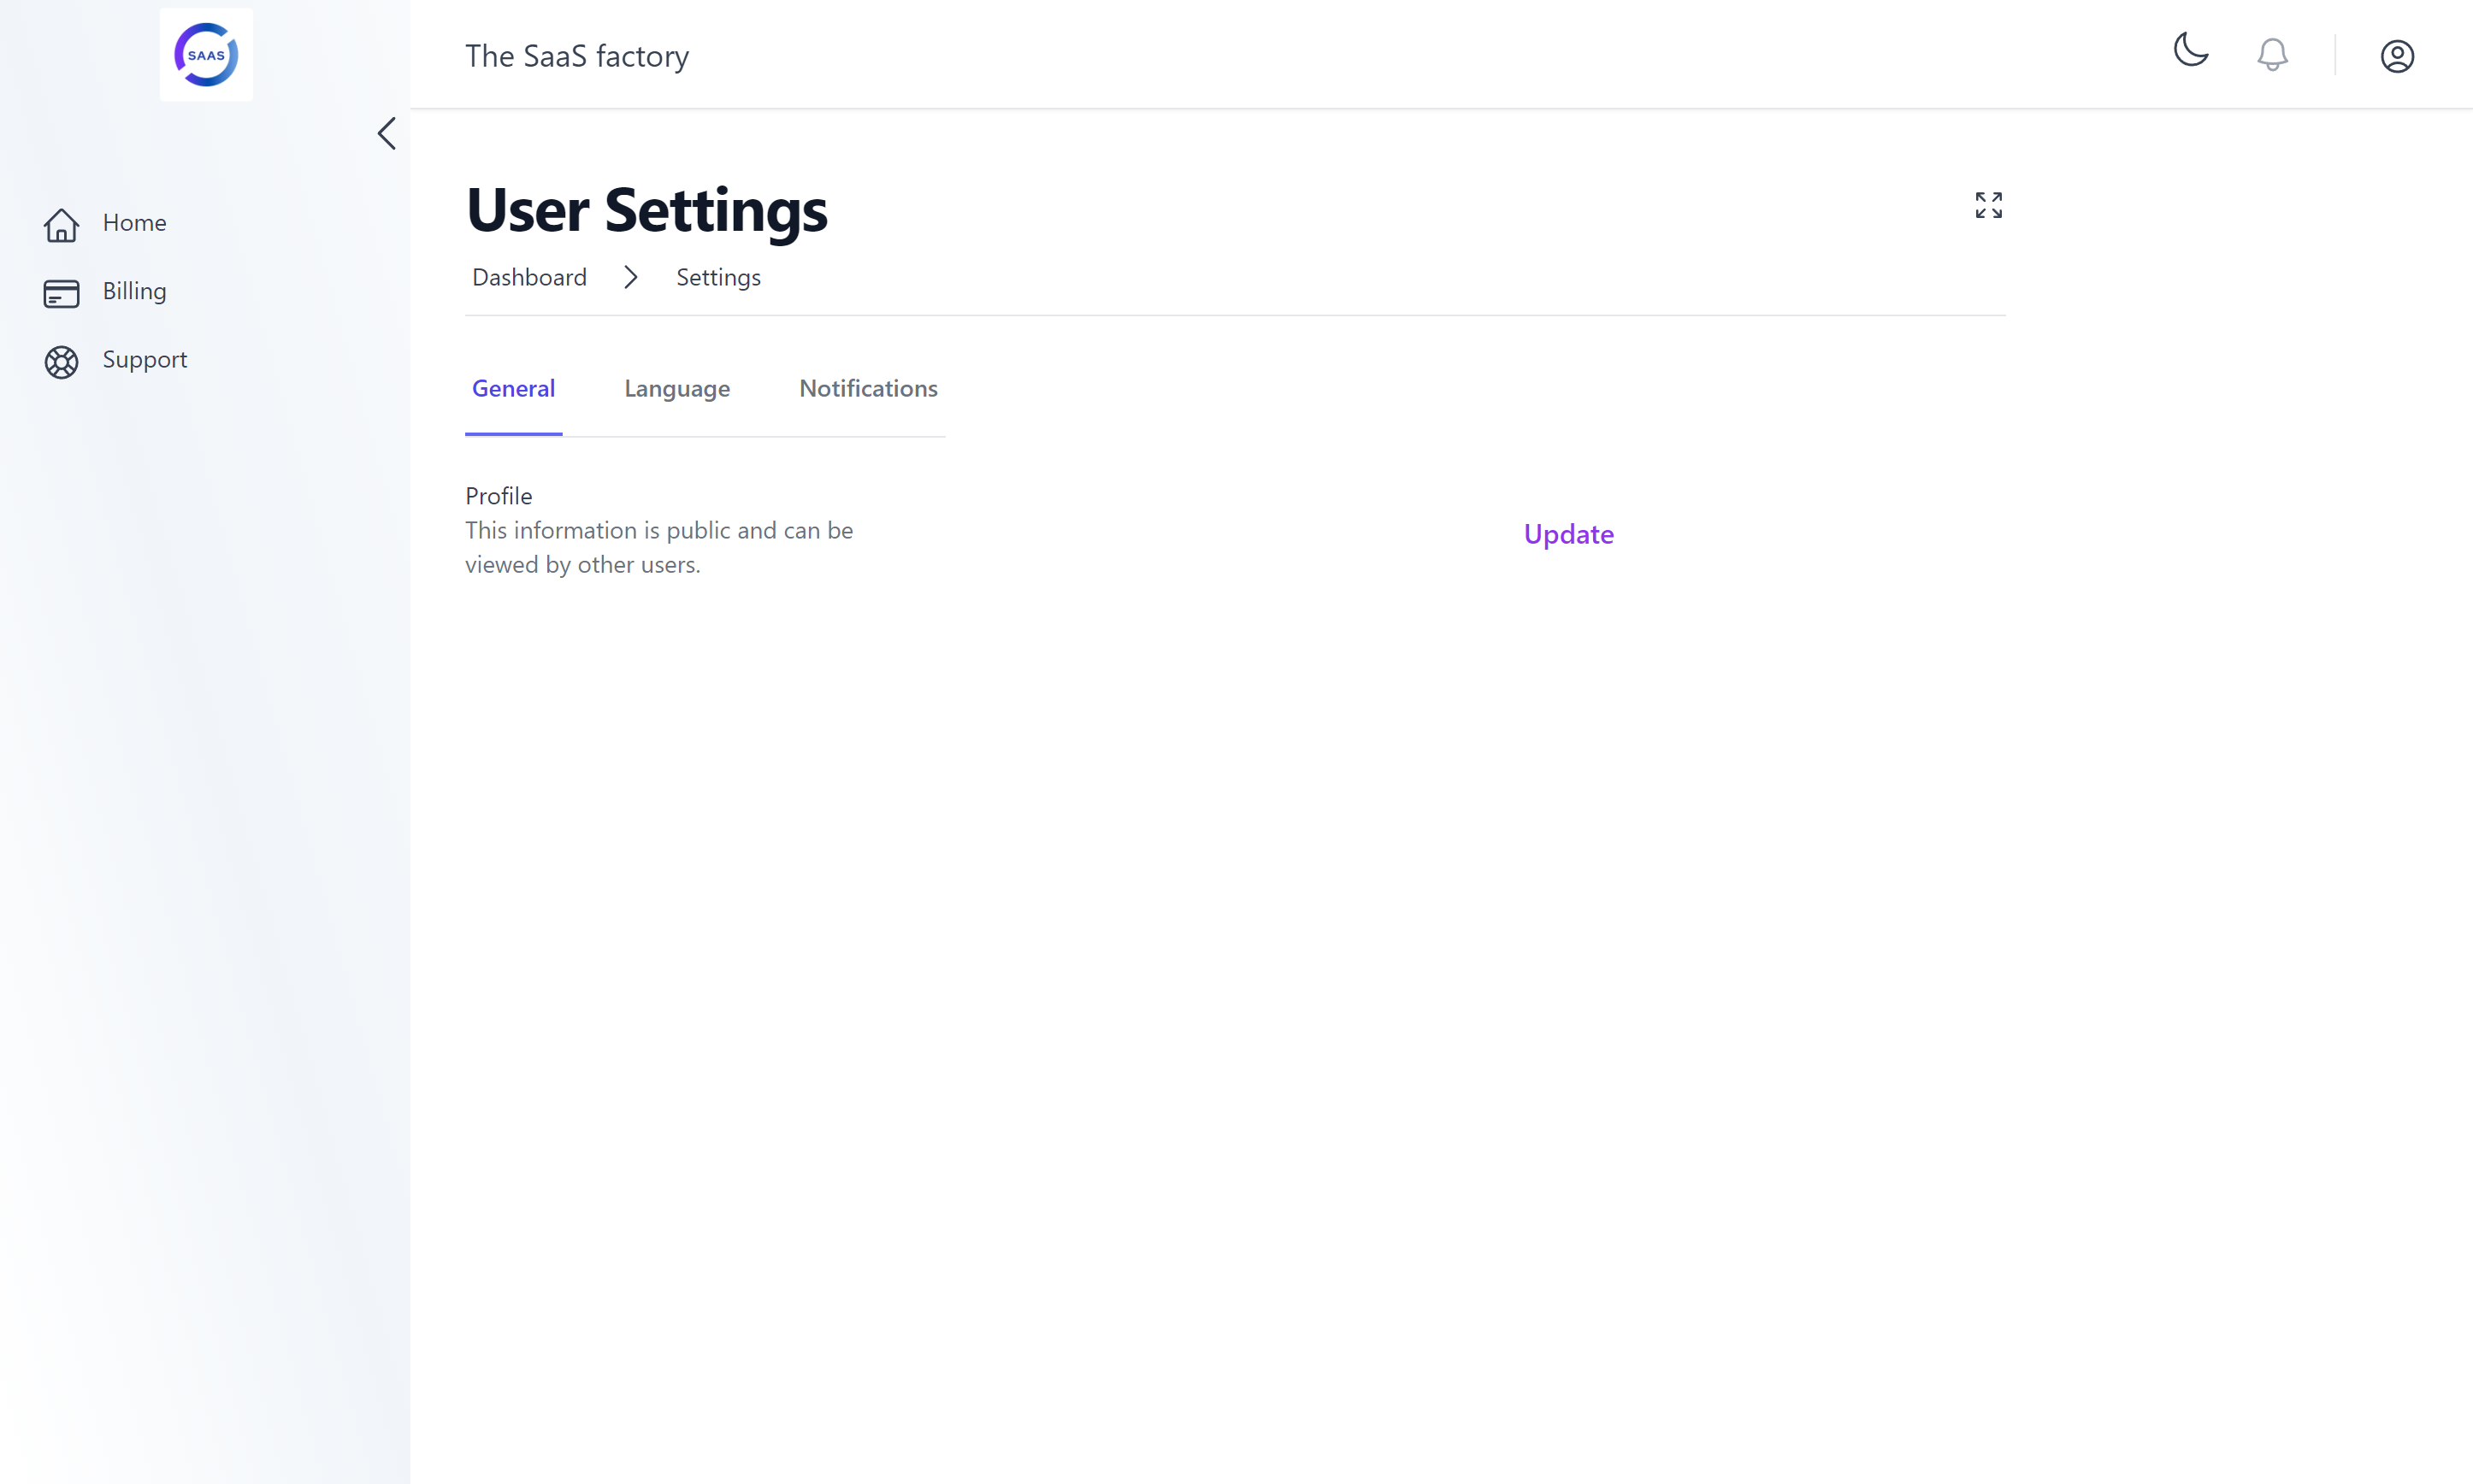 SAAS
The SaaS factory
Home
Billing
Support
User Settings
Dashboard Settings
General Language Notifications
Profile
This information is public and can be
viewed by other users.
Update